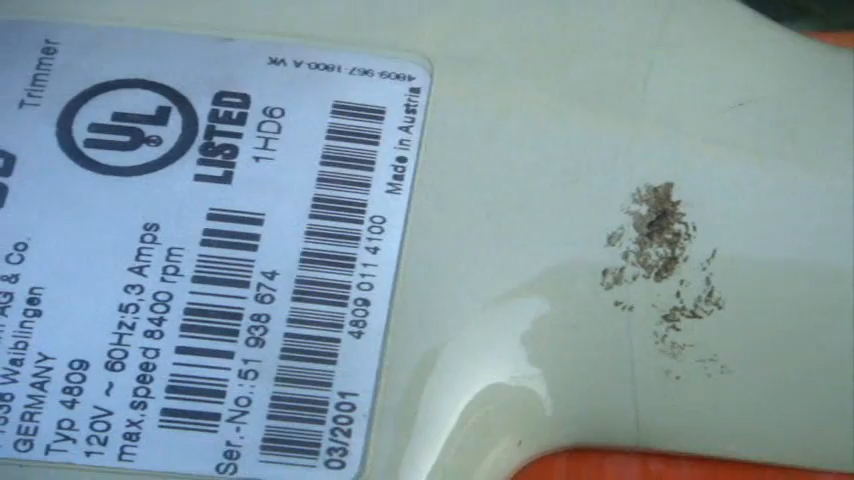 Trimmer
UL
®
LISTED
1HD6
AG & Co.
Waiblingen
GERMANY
Typ 4809
120V ~ 60Hz;5,3 Amps
max.speed 8400 rpm
Ser.-No.:51 938 674
4809 011 4100
03/2001
Made in Austria
4809-967-1800-A VK